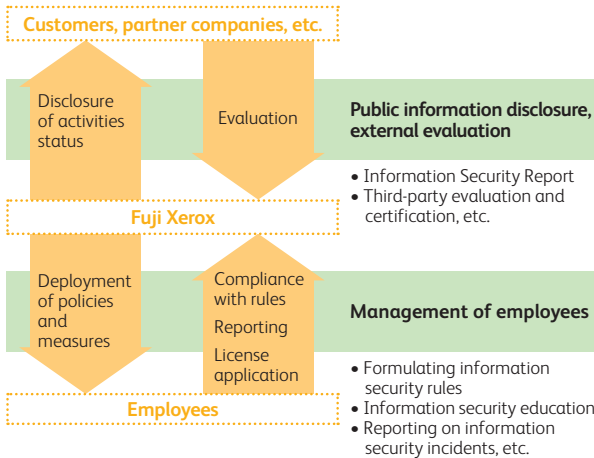 Customers, partner companies, etc.
Disclosure
of activities
status
Evaluation
Public information disclosure,
external evaluation
• Information Security Report
• Third-party evaluation and
certification, etc.
Fuji Xerox
Deployment
of policies
and
measures
Compliance
with rules
Reporting
License
application
Management of employees
• Formulating information
security rules
• Information security education
• Reporting on information
security incidents, etc.
Employees